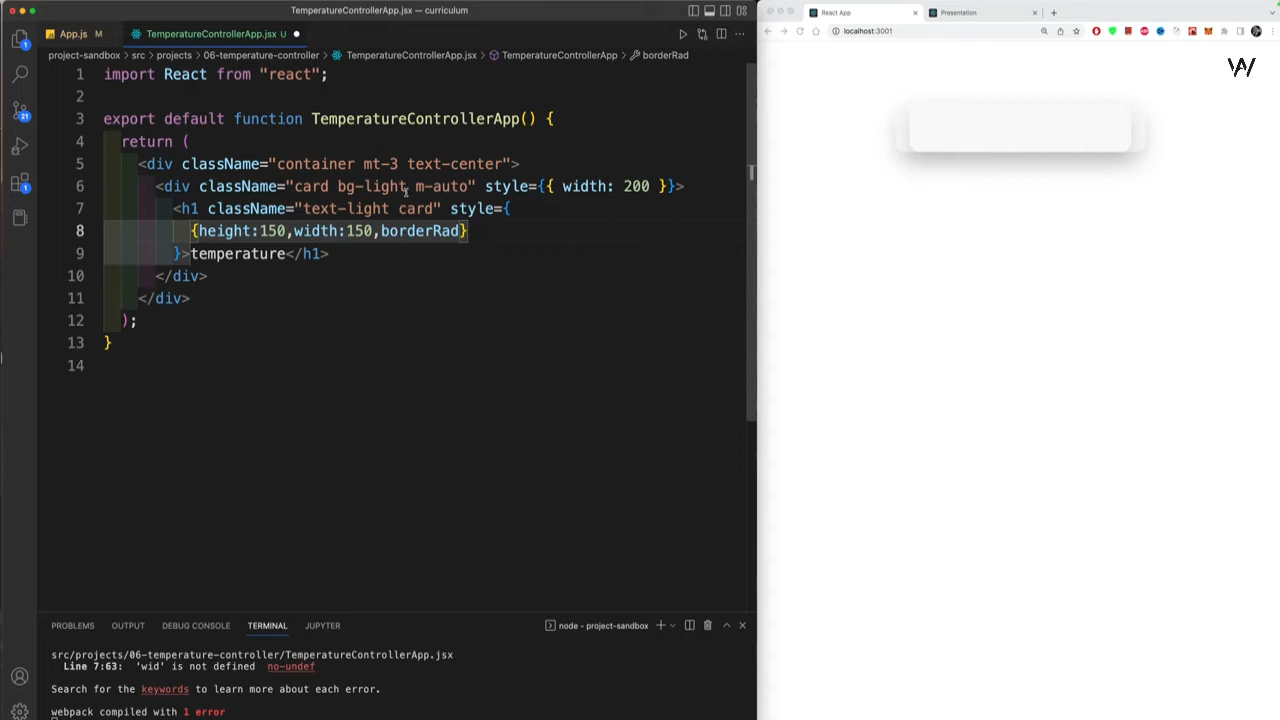 TemperatureControllerApp.jsx — curriculum
App.js M
TemperatureControllerApp.jsx U
project-sandbox > src > projects > 06-temperature-controller > TemperatureControllerApp.jsx > TemperatureControllerApp > borderRad
1 import React from "react";
2
3 export default function TemperatureControllerApp() {
4 return (
5 <div className="container mt-3 text-center">
6 <div className="card bg-light m-auto" style={{ width: 200 }}>
7 <h1 className="text-light card" style={
8 {height:150,width:150,borderRad}
9 }>temperature</h1>
10 </div>
11 </div>
12 );
13 }
14
PROBLEMS OUTPUT DEBUG CONSOLE TERMINAL JUPYTER
node - project-sandbox
src/projects/06-temperature-controller/TemperatureControllerApp.jsx
Line 7:63: 'wid' is not defined no-undef
Search for the keywords to learn more about each error.
webpack compiled with 1 error
1
21
1
React App
Presentation
localhost:3001
W